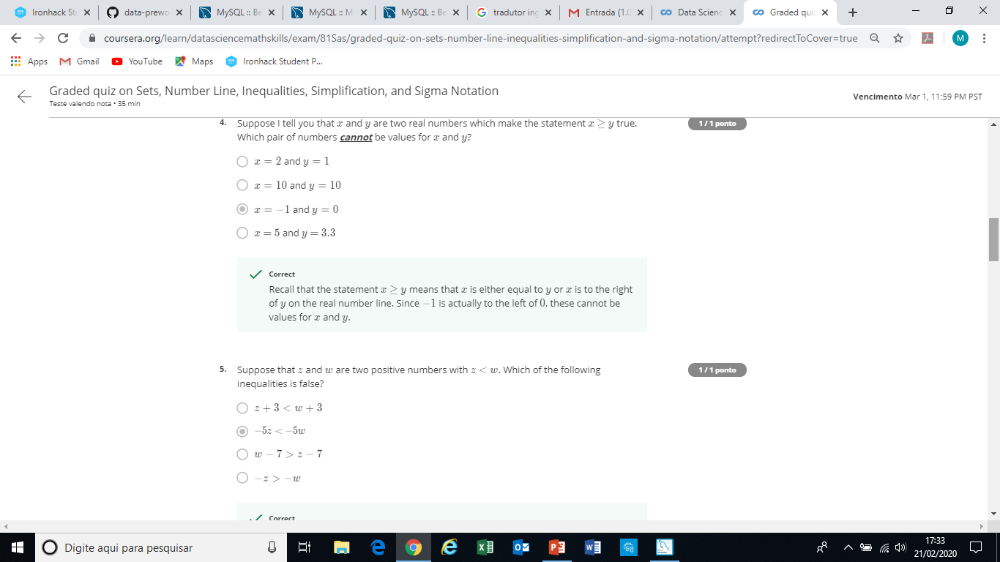 Ironhack St
data-prewo
MySQL :: Be
MySQL :: M
MySQL :: Be
tradutor ing
Entrada (1.0
Data Scienc
Graded qui
coursera.org/learn/datasciencemathskills/exam/81Sas/graded-quiz-on-sets-number-line-inequalities-simplification-and-sigma-notation/attempt?redirectToCover=true
M
Apps
Gmail
YouTube
Maps
Ironhack Student P...
Graded quiz on Sets, Number Line, Inequalities, Simplification, and Sigma Notation
Teste valendo nota • 35 min
Vencimento Mar 1, 11:59 PM PST
4. Suppose I tell you that x and y are two real numbers which make the statement x ≥ y true.
1 / 1 ponto
Which pair of numbers cannot be values for x and y?
x = 2 and y = 1
x = 10 and y = 10
x = −1 and y = 0
x = 5 and y = 3.3
Correct
Recall that the statement x ≥ y means that x is either equal to y or x is to the right
of y on the real number line. Since −1 is actually to the left of 0, these cannot be
values for x and y.
5. Suppose that z and w are two positive numbers with z < w. Which of the following
1 / 1 ponto
inequalities is false?
z + 3 < w + 3
−5z < −5w
w − 7 > z − 7
−z > −w
Correct
Digite aqui para pesquisar
17:33
21/02/2020